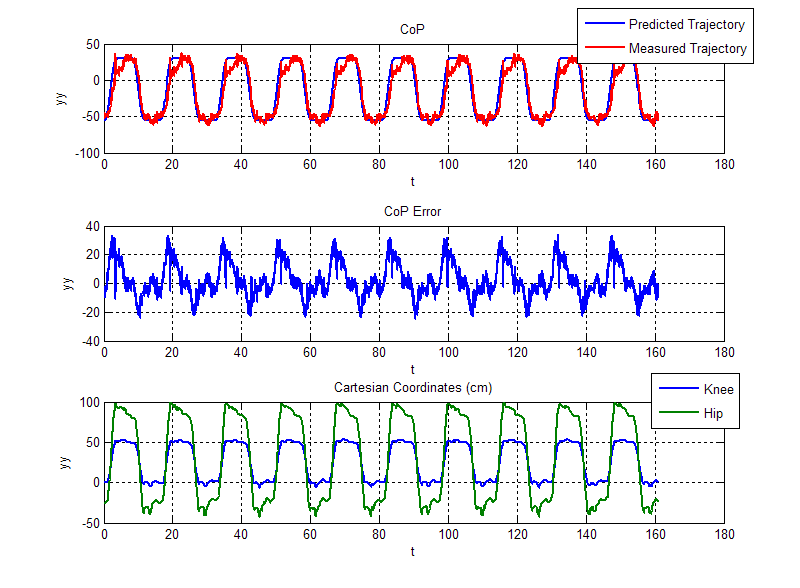 CoP
Predicted Trajectory
Measured Trajectory
50
0
-50
-100
yy
0 20 40 60 80 100 120 140 160 180
t
CoP Error
40
20
0
-20
-40
yy
0 20 40 60 80 100 120 140 160 180
t
Cartesian Coordinates (cm)
Knee
Hip
100
50
0
-50
yy
0 20 40 60 80 100 120 140 160 180
t